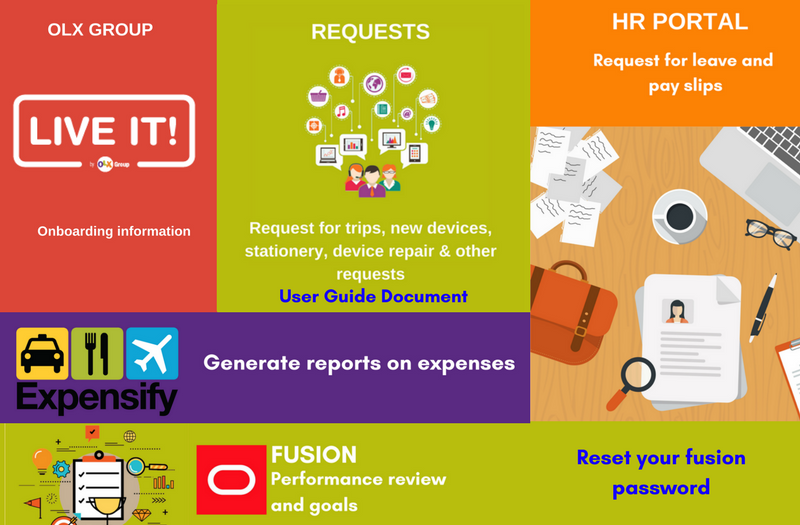 OLX GROUP
LIVE IT!
by OLX Group
Onboarding information
REQUESTS
Request for trips, new devices,
stationery, device repair & other
requests
User Guide Document
HR PORTAL
Request for leave and
pay slips
Expensify
Generate reports on expenses
FUSION
Performance review
and goals
Reset your fusion
password